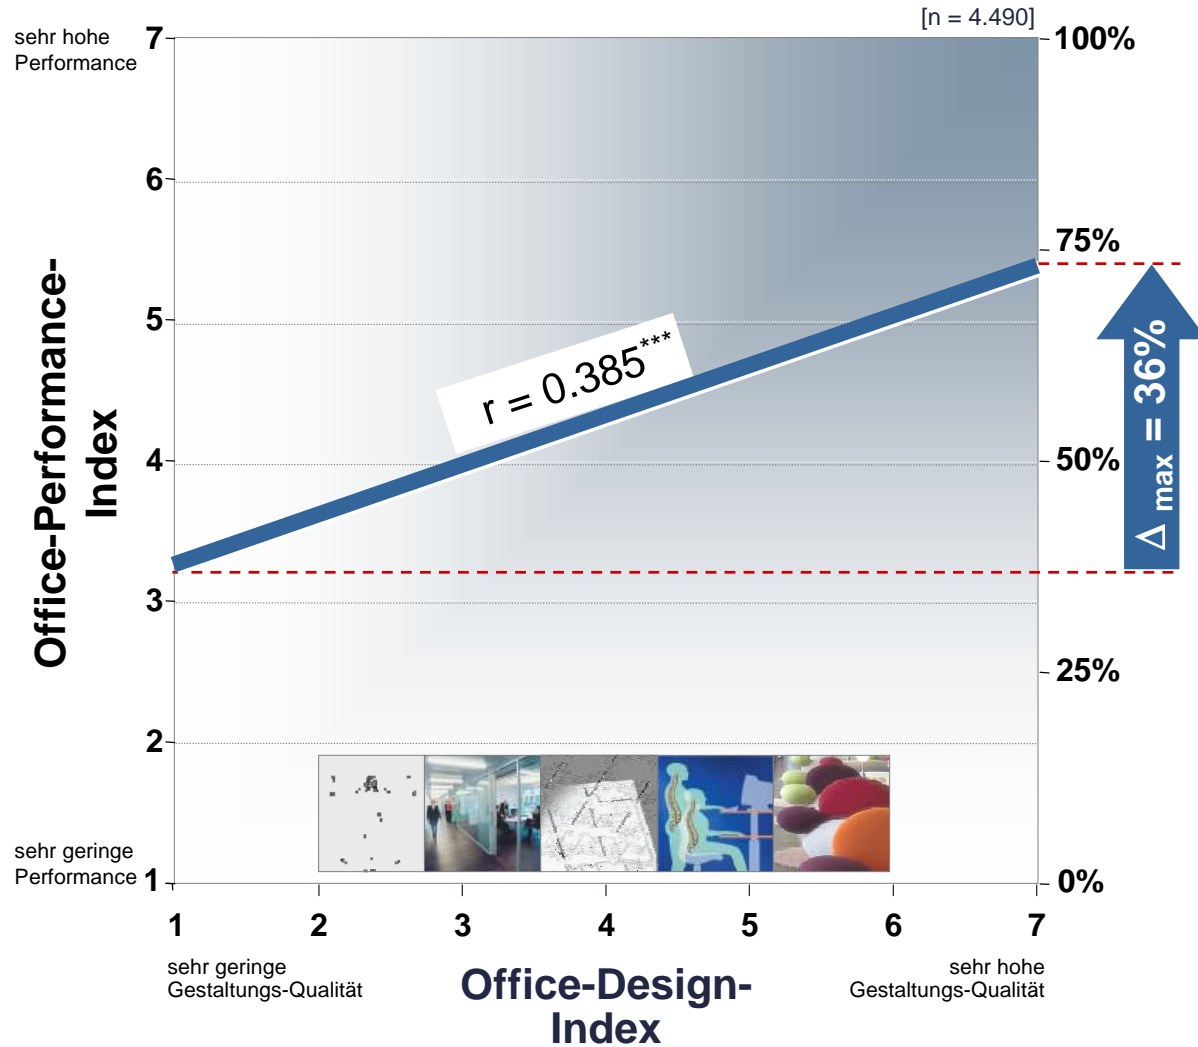 [n = 4.490]
sehr hohe
Performance
7
6
5
4
3
2
1
sehr geringe
Performance
Office-Performance-
Index
100%
75%
50%
25%
0%
r = 0.385***
Δ max = 36%
1 2 3 4 5 6 7
sehr geringe
Gestaltungs-Qualität
Office-Design-
Index
sehr hohe
Gestaltungs-Qualität